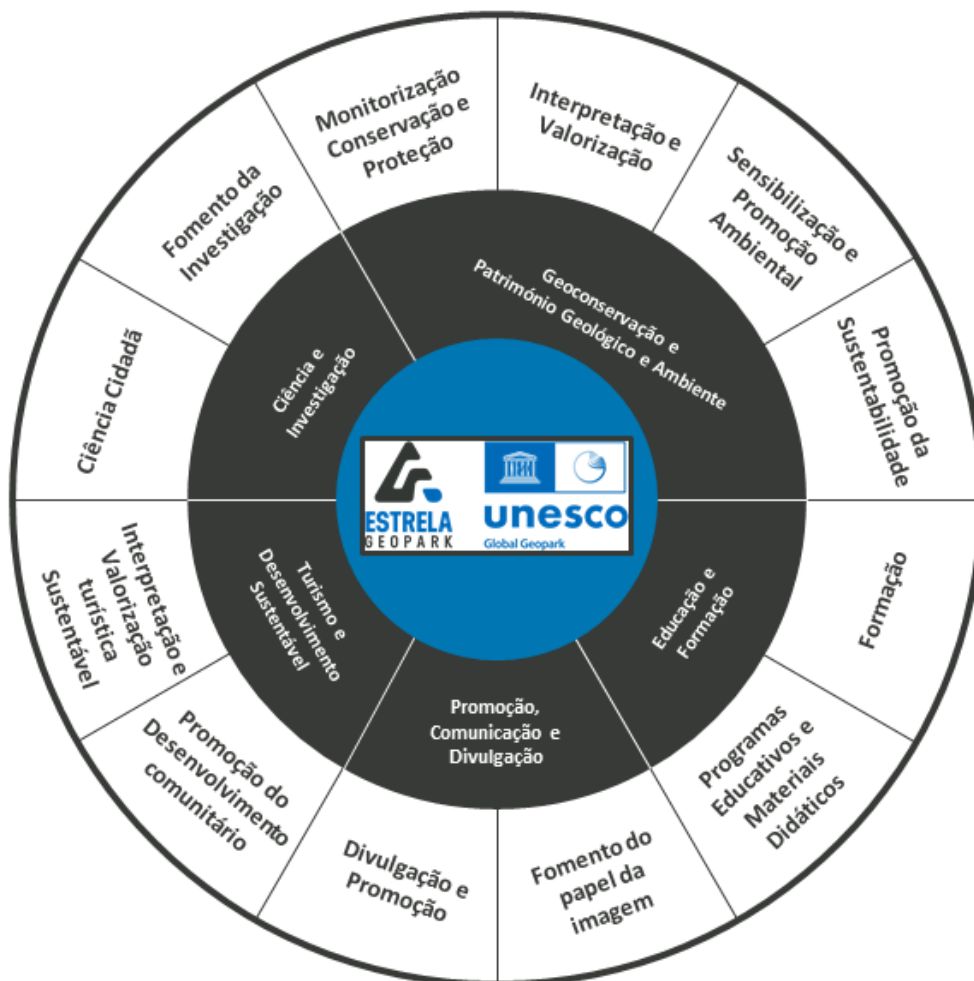 Monitorização
Conservação e
Proteção
Interpretação e
Valorização
Sensibilização e
Promoção
Ambiental
Promoção da
Sustentabilidade
Formação
Programas
Educativos e
Materiais
Didáticos
Fomento do
papel da
imagem
Divulgação e
Promoção
Promoção do
Desenvolvimento
comunitário
Interpretação e
Valorização
turística
Sustentável
Ciência Cidadã
Fomento da
Investigação
Geoconservação e
Património Geológico e Ambiente
Educação e
Formação
Promoção,
Comunicação e
Divulgação
Turismo e
Desenvolvimento
Sustentável
Ciência e
Investigação
ESTRELA
GEOPARK
unesco
Global Geopark